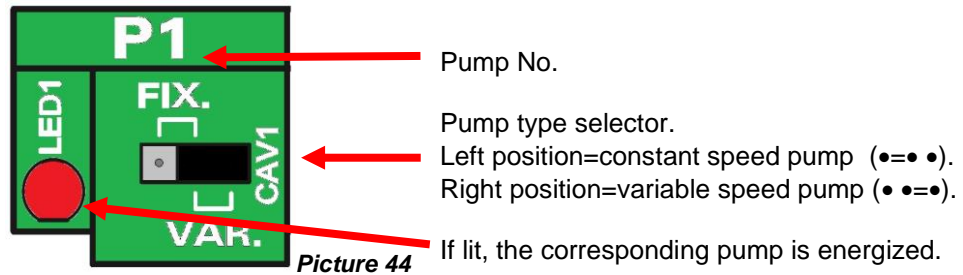 P1
LED1
FIX.
CAV1
VAR.
Picture 44
Pump No.
Pump type selector.
Left position=constant speed pump (•=• •).
Right position=variable speed pump (• •=•).
If lit, the corresponding pump is energized.